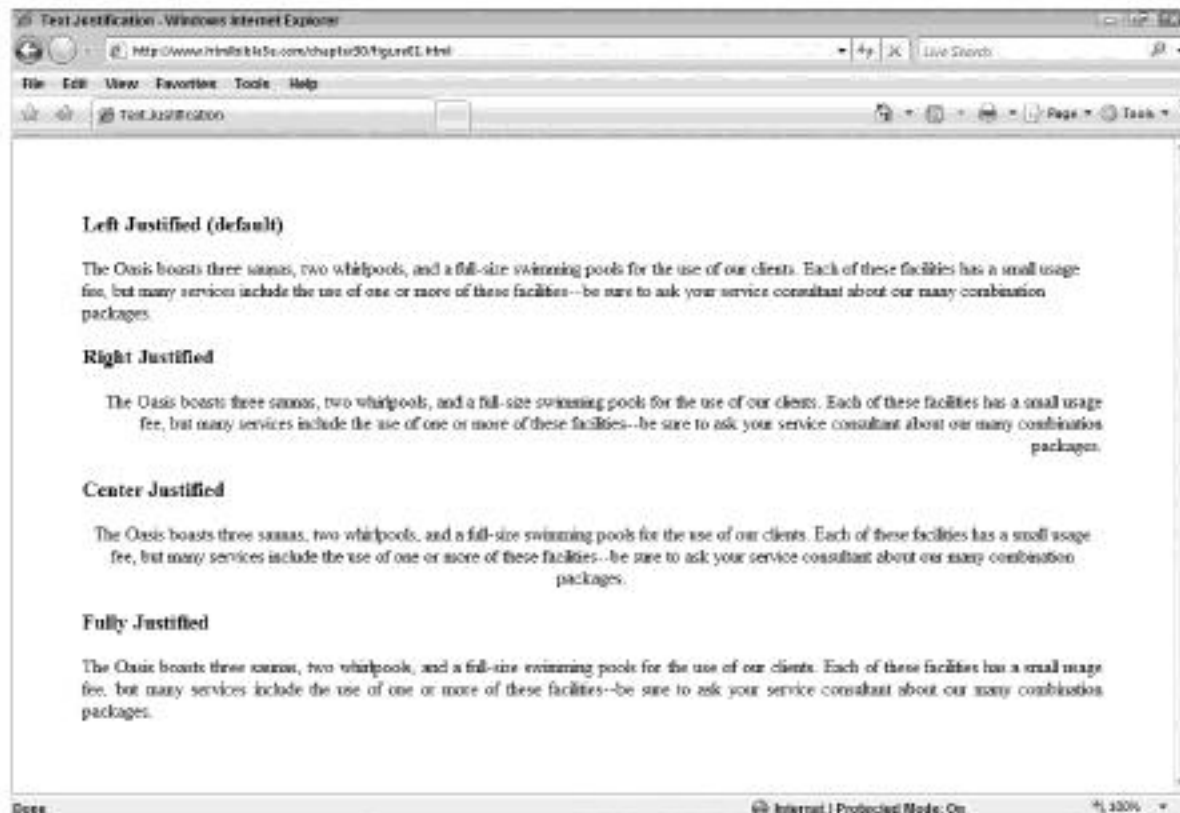 Text Justification - Windows Internet Explorer
Live Search
File Edit View Favorites Tools Help
Text Justification
Page Tools
Left Justified (default)
The Oasis boasts three saunas, two whirlpools, and a full-size swimming pools for the use of our clients. Each of these facilities has a small usage
fee, but many services include the use of one or more of these facilities--be sure to ask your service consultant about our many combination
packages.
Right Justified
The Oasis boasts three saunas, two whirlpools, and a full-size swimming pools for the use of our clients. Each of these facilities has a small usage
fee, but many services include the use of one or more of these facilities--be sure to ask your service consultant about our many combination
packages.
Center Justified
The Oasis boasts three saunas, two whirlpools, and a full-size swimming pools for the use of our clients. Each of these facilities has a small usage
fee, but many services include the use of one or more of these facilities--be sure to ask your service consultant about our many combination
packages.
Fully Justified
The Oasis boasts three saunas, two whirlpools, and a full-size swimming pools for the use of our clients. Each of these facilities has a small usage
fee, but many services include the use of one or more of these facilities--be sure to ask your service consultant about our many combination
packages.
Done
Internet | Protected Mode: On
100%